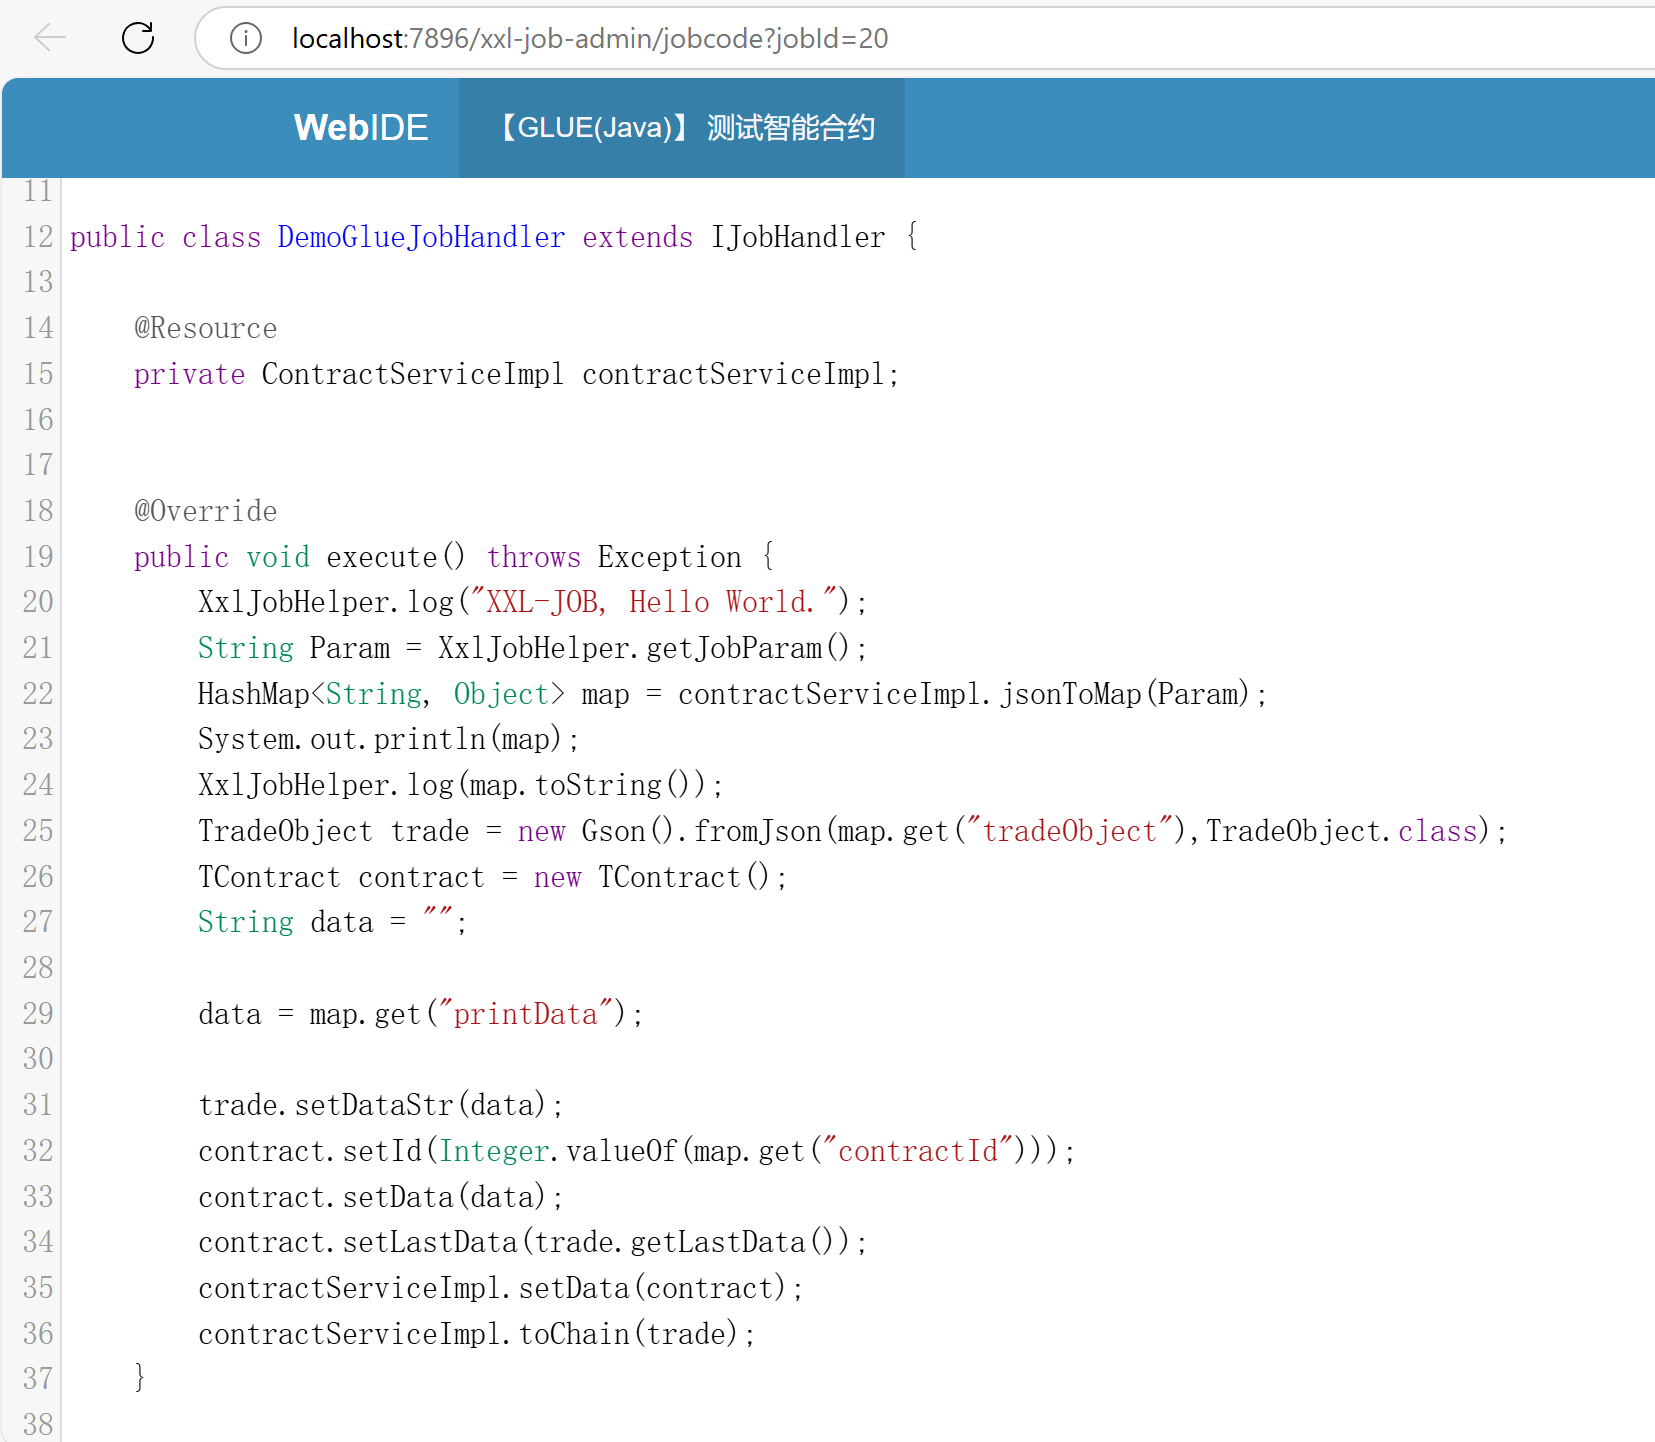 localhost:7896/xxl-job-admin/jobcode?jobId=20
WebIDE 【GLUE(Java)】 测试智能合约
11
12 public class DemoGlueJobHandler extends IJobHandler {
13
14     @Resource
15     private ContractServiceImpl contractServiceImpl;
16
17
18     @Override
19     public void execute() throws Exception {
20         XxlJobHelper.log("XXL-JOB, Hello World.");
21         String Param = XxlJobHelper.getJobParam();
22         HashMap<String, Object> map = contractServiceImpl.jsonToMap(Param);
23         System.out.println(map);
24         XxlJobHelper.log(map.toString());
25         TradeObject trade = new Gson().fromJson(map.get("tradeObject"),TradeObject.class);
26         TContract contract = new TContract();
27         String data = "";
28
29         data = map.get("printData");
30
31         trade.setDataStr(data);
32         contract.setId(Integer.valueOf(map.get("contractId")));
33         contract.setData(data);
34         contract.setLastData(trade.getLastData());
35         contractServiceImpl.setData(contract);
36         contractServiceImpl.toChain(trade);
37     }
38